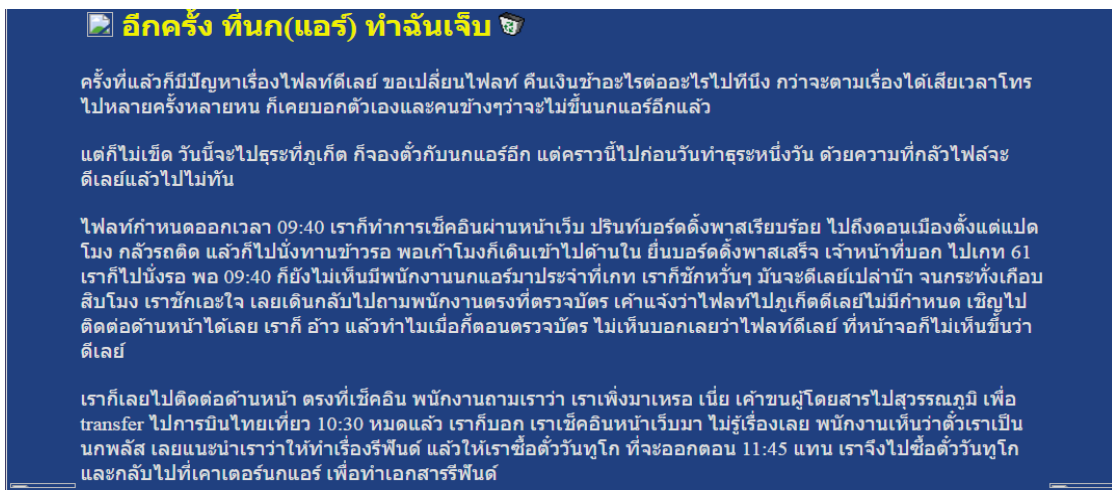 อีกครั้ง ที่นก(แอร์) ทำฉันเจ็บ
ครั้งที่แล้วก็มีปัญหาเรื่องไฟลท์ดีเลย์ ขอเปลี่ยนไฟลท์ คืนเงินช้าอะไรต่ออะไรไปทีนึง กว่าจะตามเรื่องได้เสียเวลาโทร
ไปหลายครั้งหลายหน ก็เคยบอกตัวเองและคนข้างๆว่าจะไม่ขึ้นนกแอร์อีกแล้ว
แต่ก็ไม่เข็ด วันนี้จะไปธุระที่ภูเก็ต ก็จองตั๋วกับนกแอร์อีก แต่คราวนี้ไปก่อนวันทำธุระหนึ่งวัน ด้วยความที่กลัวไฟล์จะ
ดีเลย์แล้วไปไม่ทัน
ไฟลท์กำหนดออกเวลา 09:40 เราก็ทำการเช็คอินผ่านหน้าเว็บ ปรินท์บอร์ดดิ้งพาสเรียบร้อย ไปถึงดอนเมืองตั้งแต่แปด
โมง กลัวรถติด แล้วก็ไปนั่งทานข้าวรอ พอเก้าโมงก็เดินเข้าไปด้านใน ยื่นบอร์ดดิ้งพาสเสร็จ เจ้าหน้าที่บอก ไปเกท 61
เราก็ไปนั่งรอ พอ 09:40 ก็ยังไม่เห็นมีพนักงานนกแอร์มาประจำที่เกท เราก็ชักหวั่นๆ มันจะดีเลย์เปล่าน๊า จนกระทั่งเกือบ
สิบโมง เราชักเอะใจ เลยเดินกลับไปถามพนักงานตรงที่ตรวจบัตร เค้าแจ้งว่าไฟลท์ไปภูเก็ตดีเลย์ไม่มีกำหนด เชิญไป
ติดต่อด้านหน้าได้เลย เราก็ อ้าว แล้วทำไมเมื่อกี้ตอนตรวจบัตร ไม่เห็นบอกเลยว่าไฟลท์ดีเลย์ ที่หน้าจอก็ไม่เห็นขึ้นว่า
ดีเลย์
เราก็เลยไปติดต่อด้านหน้า ตรงที่เช็คอิน พนักงานถามเราว่า เราเพิ่งมาเหรอ เนี่ย เค้าขนผู้โดยสารไปสุวรรณภูมิ เพื่อ
transfer ไปการบินไทยเที่ยว 10:30 หมดแล้ว เราก็บอก เราเช็คอินหน้าเว็บมา ไม่รู้เรื่องเลย พนักงานเห็นว่าตั๋วเราเป็น
นกพลัส เลยแนะนำเราว่าให้ทำเรื่องรีฟันด์ แล้วให้เราซื้อตั๋ววันทูโก ที่จะออกตอน 11:45 แทน เราจึงไปซื้อตั๋ววันทูโก
และกลับไปที่เคาเตอร์นกแอร์ เพื่อทำเอกสารรีฟันด์